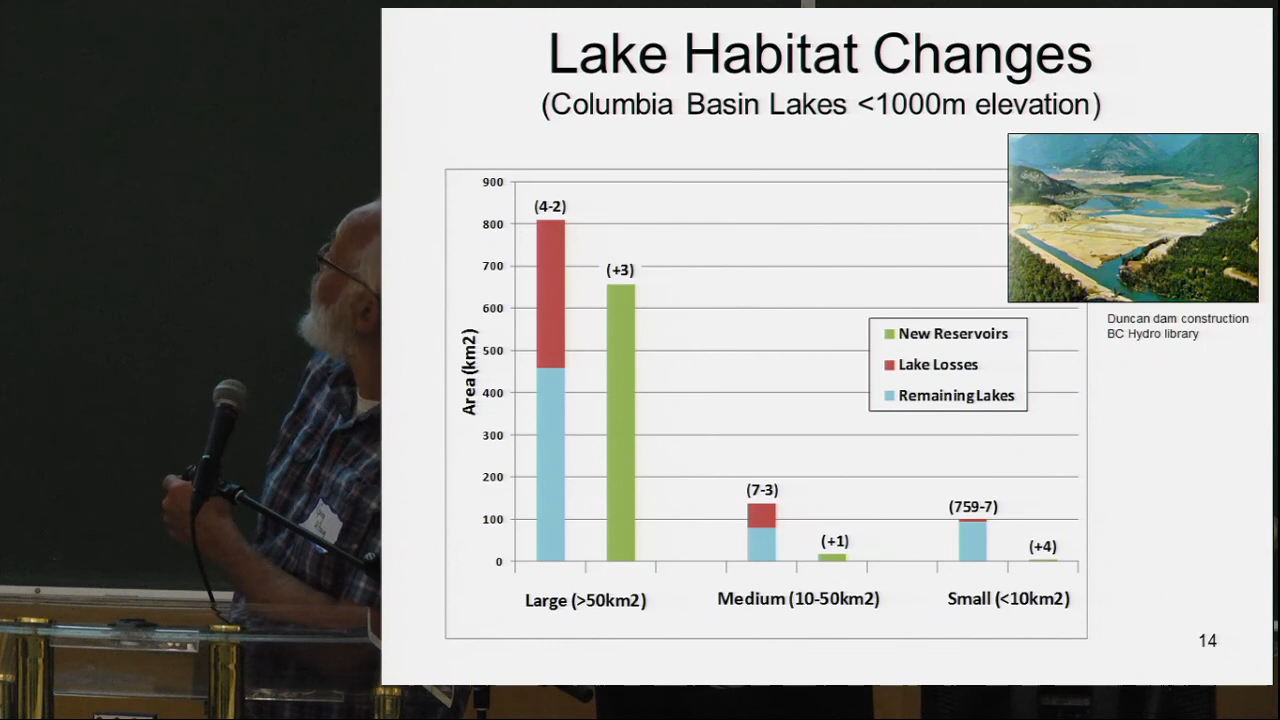 Lake Habitat Changes
(Columbia Basin Lakes <1000m elevation)
900
800
700
600
500
400
300
200
100
0
Area (km2)
(4-2)
(+3)
(7-3)
(+1)
(759-7)
(+4)
Large (>50km2)
Medium (10-50km2)
Small (<10km2)
New Reservoirs
Lake Losses
Remaining Lakes
Duncan dam construction
BC Hydro library
14